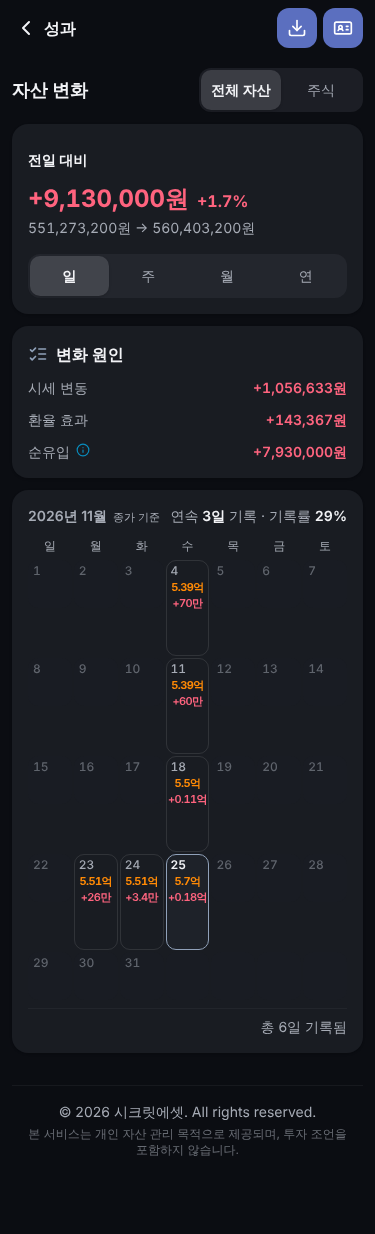 성과
자산 변화
전체 자산 주식
전일 대비
+9,130,000원 +1.7%
551,273,200원 → 560,403,200원
일 주 월 연
변화 원인
시세 변동 +1,056,633원
환율 효과 +143,367원
순유입 +7,930,000원
2026년 11월 종가 기준 연속 3일 기록 · 기록률 29%
일 월 화 수 목 금 토
1 2 3 4 5 6 7
5.39억
+70만
8 9 10 11 12 13 14
5.39억
+60만
15 16 17 18 19 20 21
5.5억
+0.11억
22 23 24 25 26 27 28
5.51억 5.51억 5.7억
+26만 +3.4만 +0.18억
29 30 31
총 6일 기록됨
© 2026 시크릿에셋. All rights reserved.
본 서비스는 개인 자산 관리 목적으로 제공되며, 투자 조언을
포함하지 않습니다.